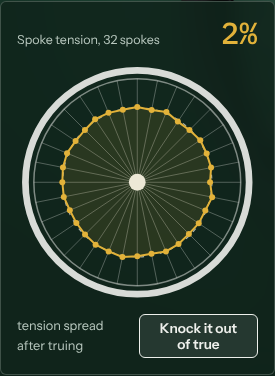 Spoke tension, 32 spokes
2%
tension spread
after truing
Knock it out
of true